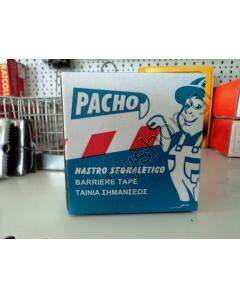 PACHO
NASTRO SEGNALETICO
BARRIERE TAPE
ΤΑΙΝΙΑ ΣΗΜΑΝΣΕΩΣ